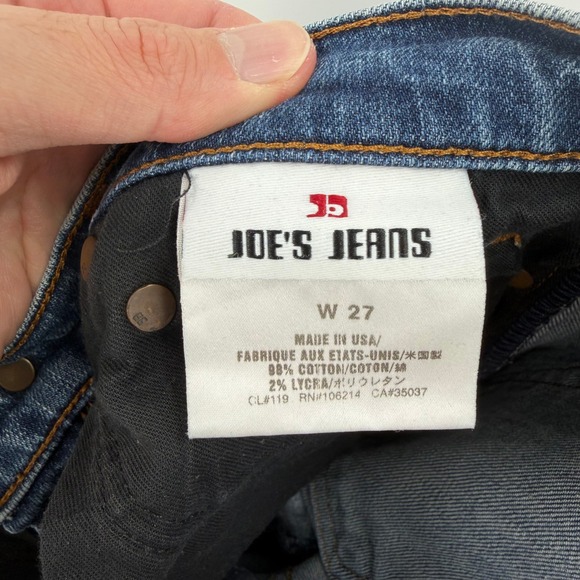 JOE'S JEANS
W 27
MADE IN USA/
FABRIQUE AUX ETATS-UNIS/米国製
98% COTTON/COTON/綿
2% LYCRA/ポリウレタン
CL#119 RN#106214 CA#35037